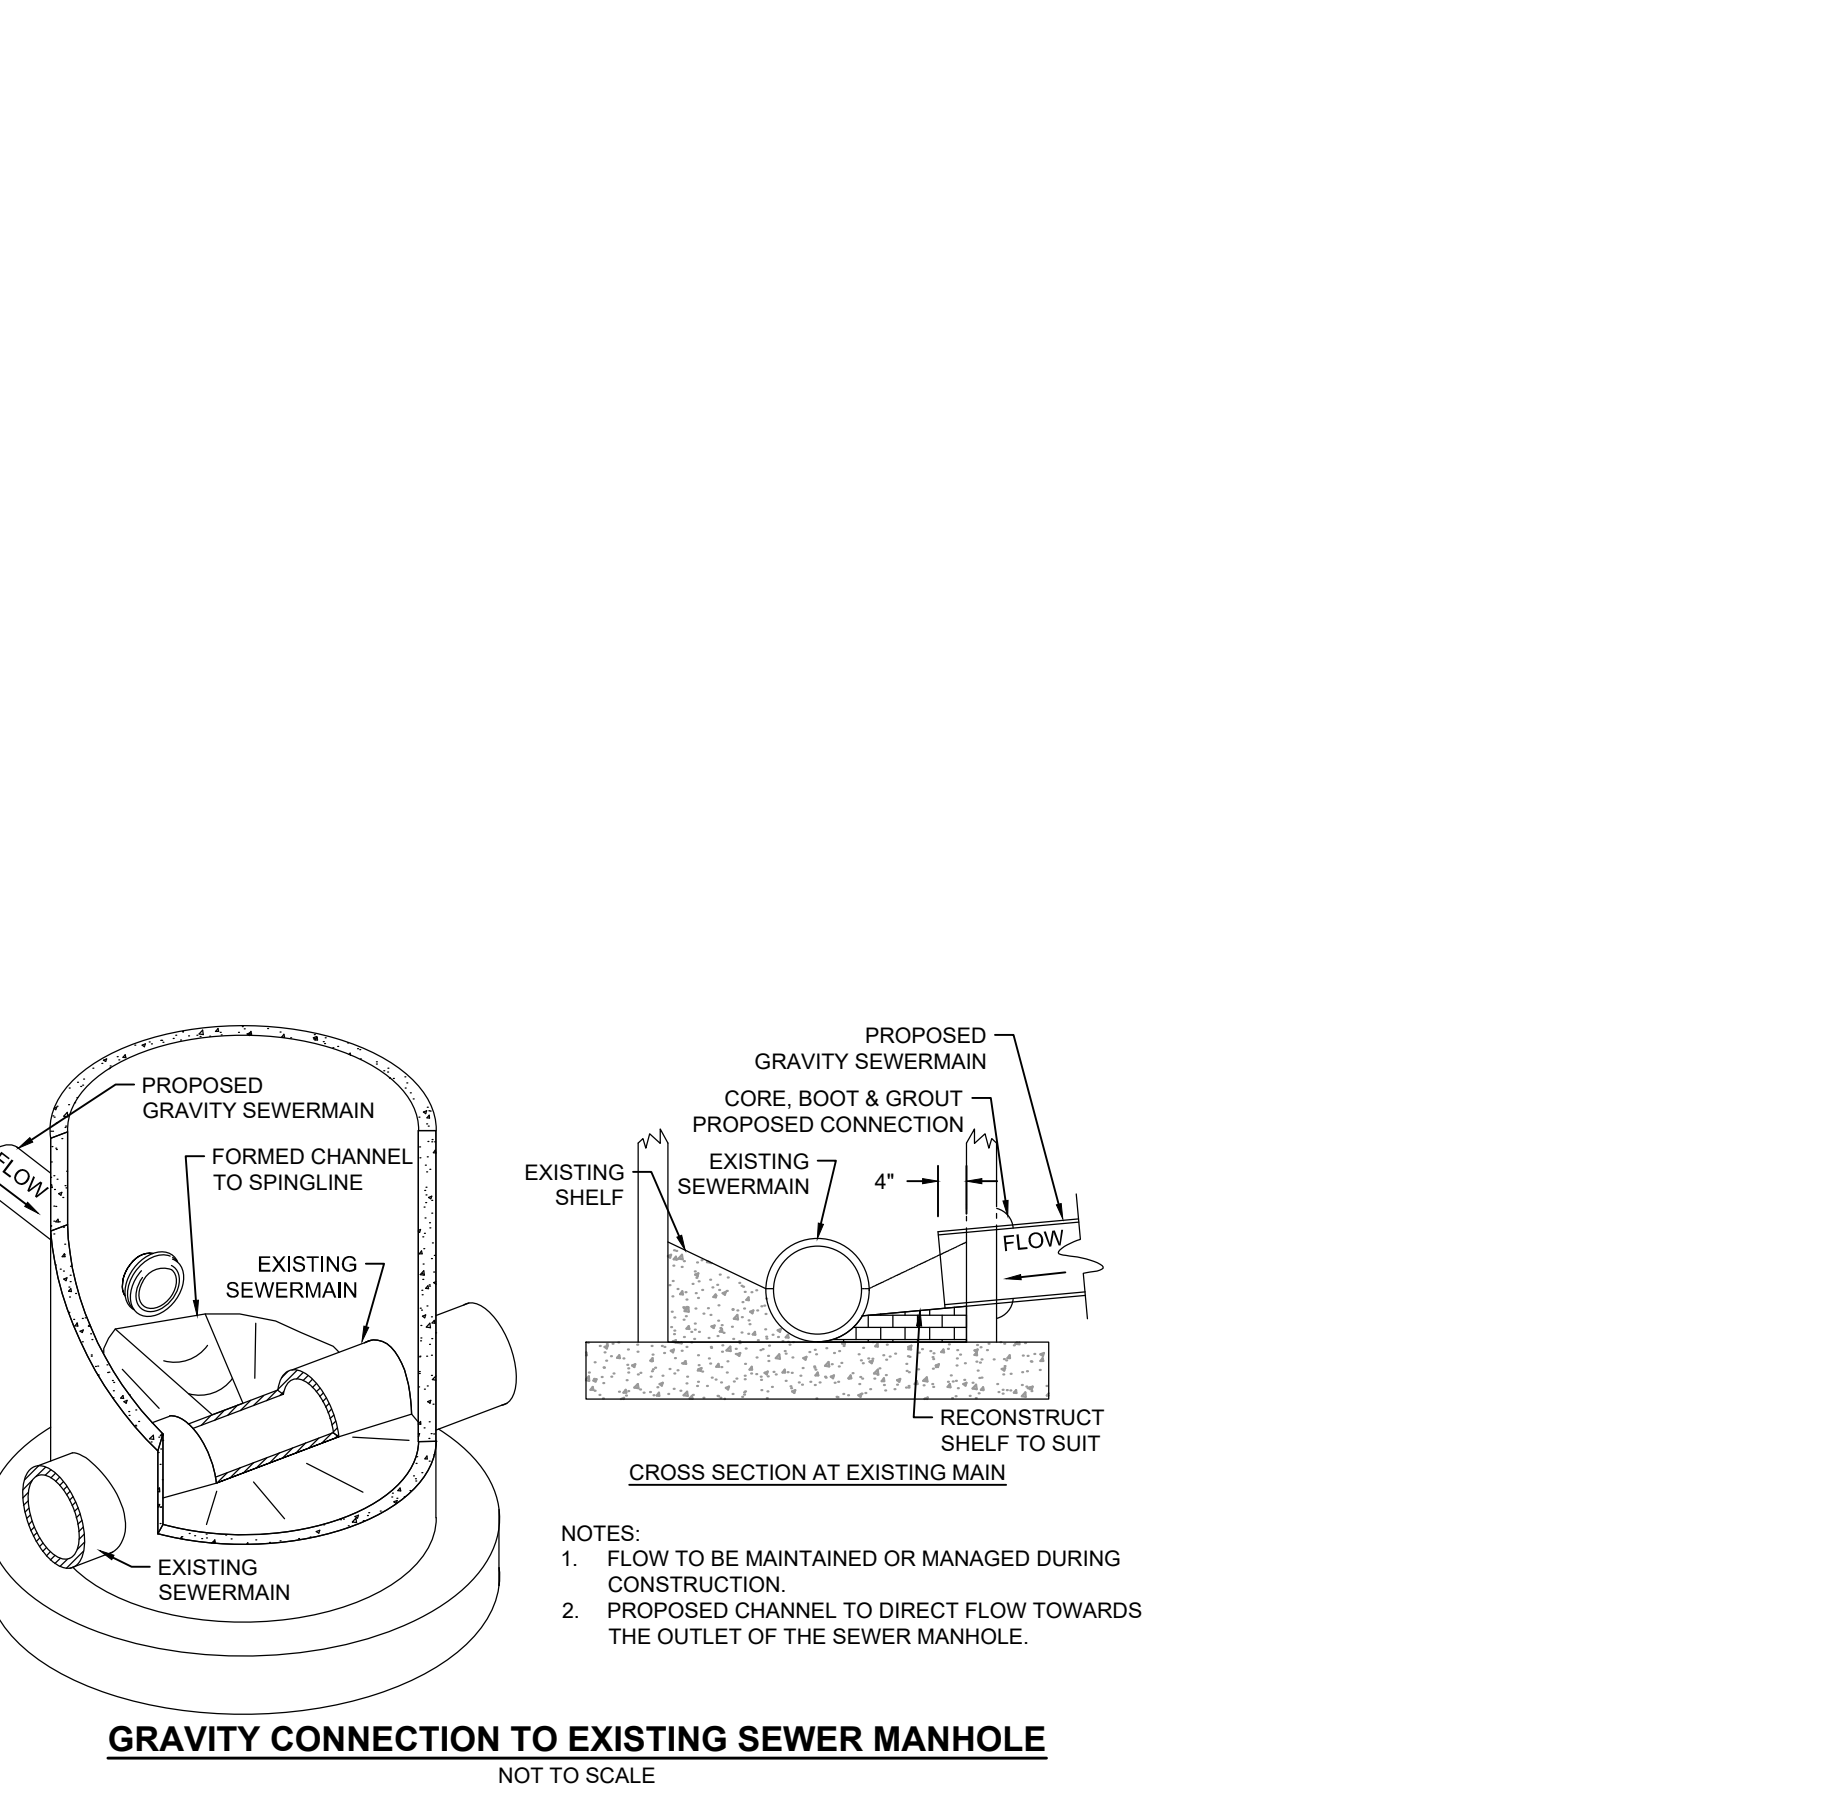 PROPOSED
GRAVITY SEWERMAIN
FLOW
FORMED CHANNEL
TO SPINGLINE
EXISTING
SEWERMAIN
EXISTING
SEWERMAIN
PROPOSED
GRAVITY SEWERMAIN
CORE, BOOT & GROUT
PROPOSED CONNECTION
EXISTING
SHELF
EXISTING
SEWERMAIN
4"
FLOW
RECONSTRUCT
SHELF TO SUIT
CROSS SECTION AT EXISTING MAIN
NOTES:
1. FLOW TO BE MAINTAINED OR MANAGED DURING
CONSTRUCTION.
2. PROPOSED CHANNEL TO DIRECT FLOW TOWARDS
THE OUTLET OF THE SEWER MANHOLE.
GRAVITY CONNECTION TO EXISTING SEWER MANHOLE
NOT TO SCALE